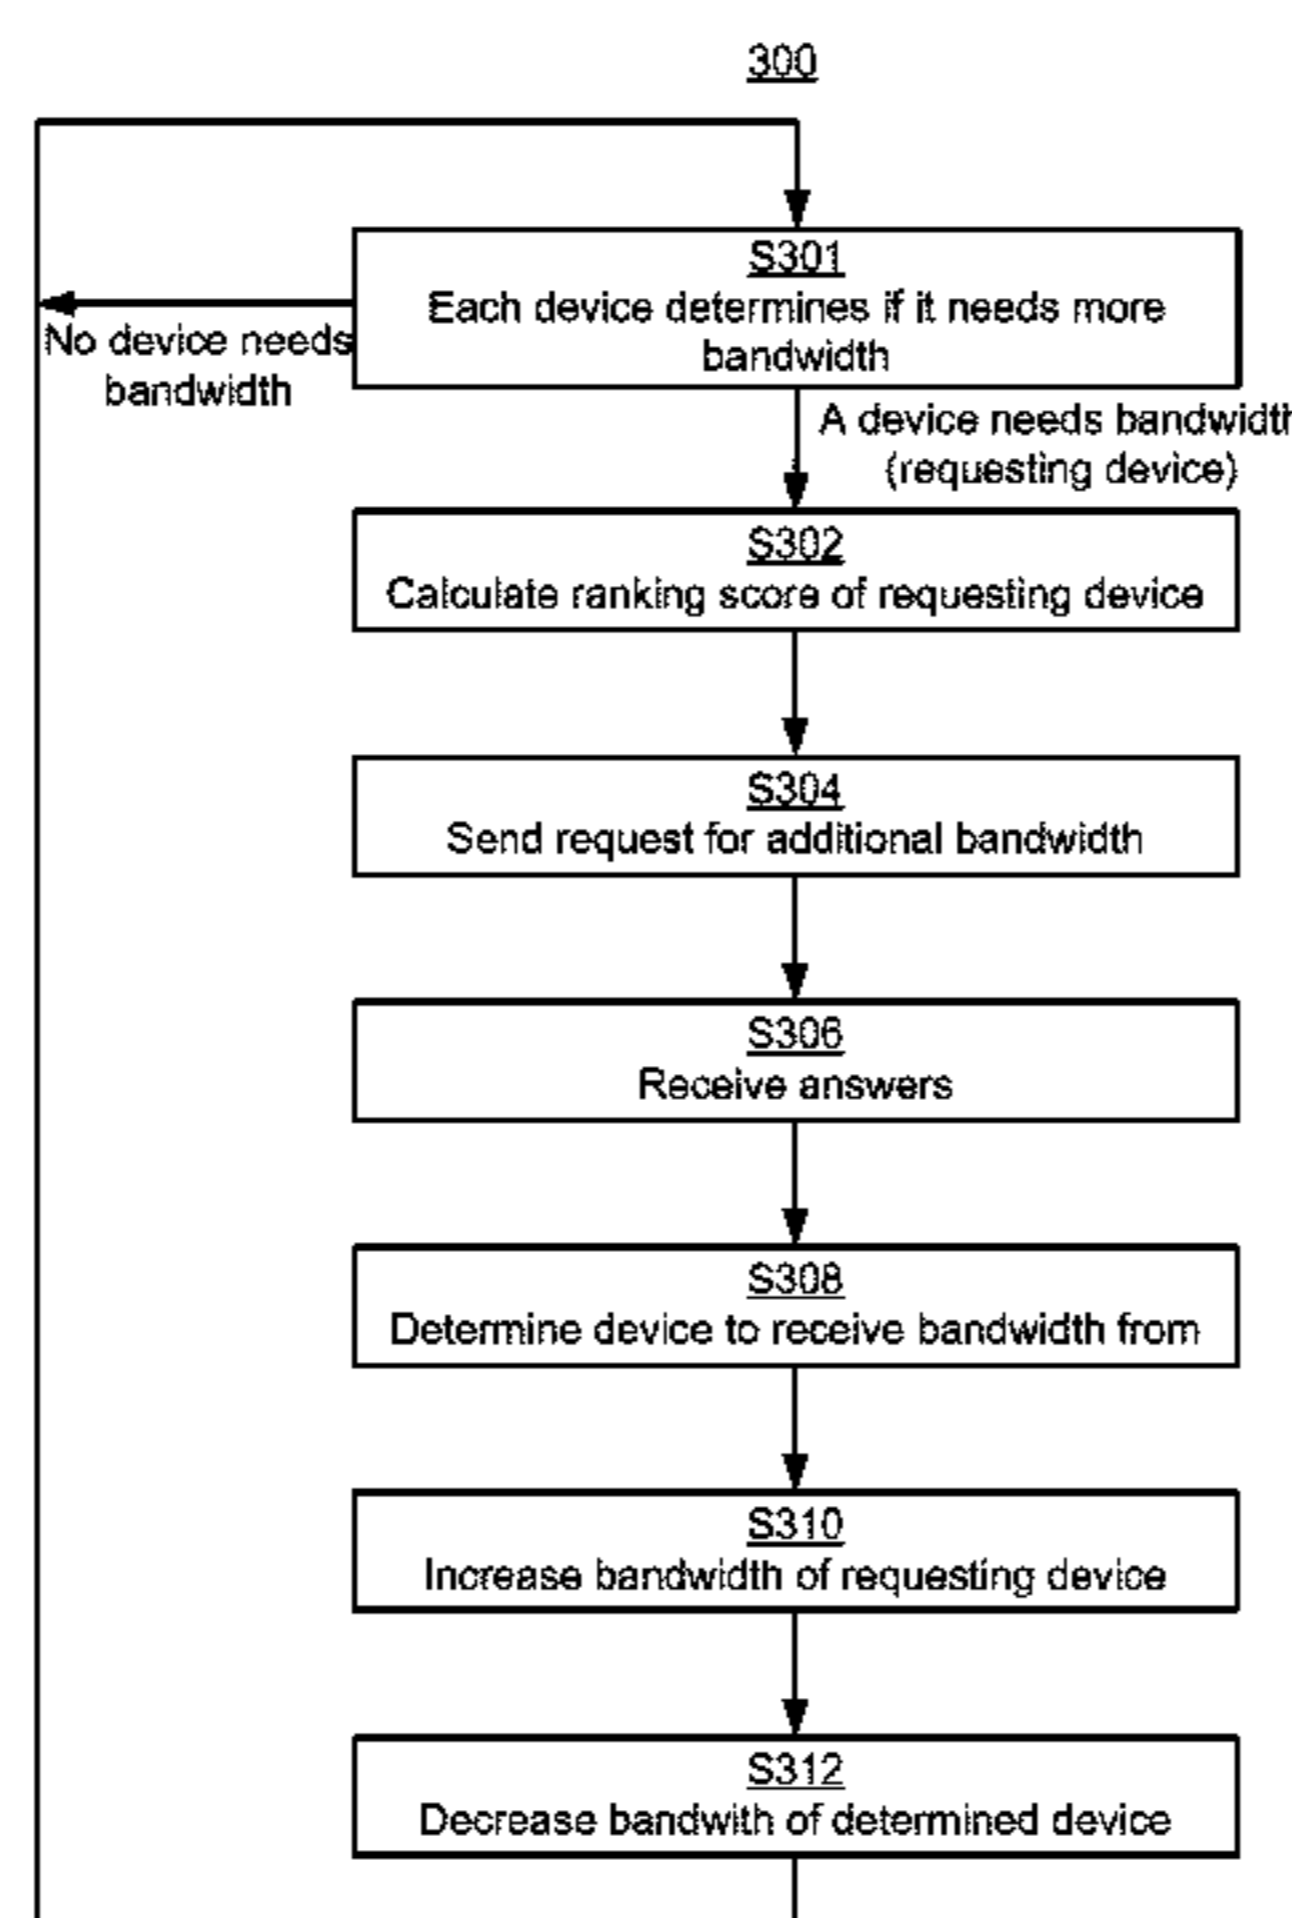 300
S301
Each device determines if it needs more
bandwidth
No device needs
bandwidth
A device needs bandwidth
(requesting device)
S302
Calculate ranking score of requesting device
S304
Send request for additional bandwidth
S306
Receive answers
S308
Determine device to receive bandwidth from
S310
Increase bandwidth of requesting device
S312
Decrease bandwith of determined device